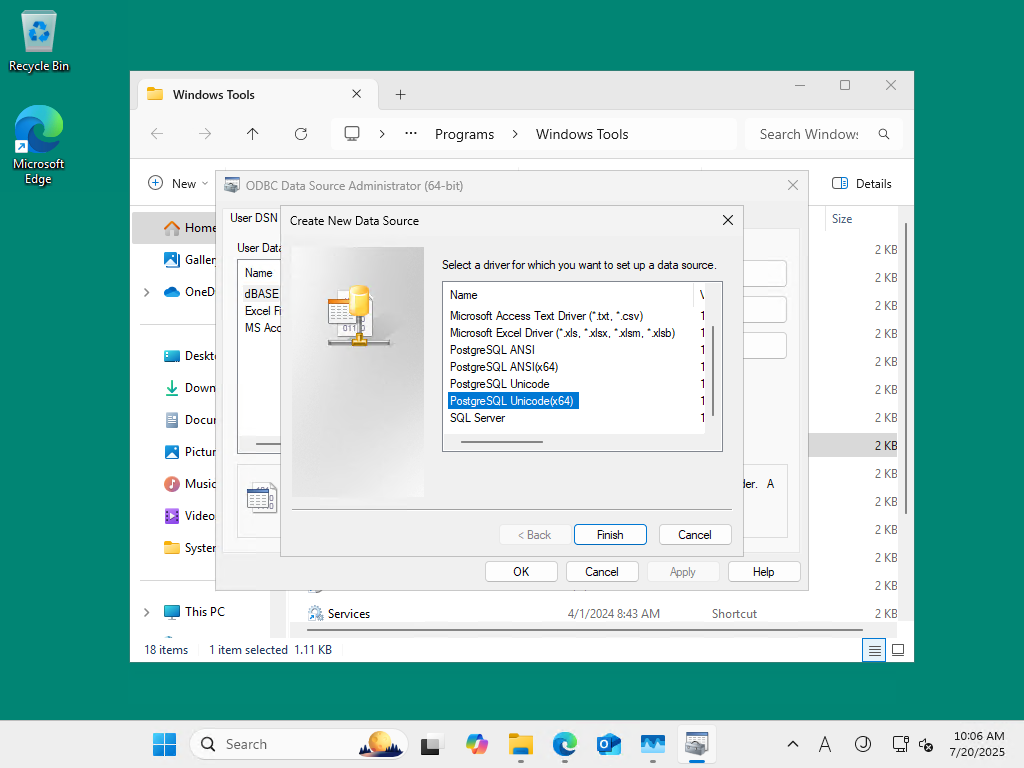 Recycle Bin
Microsoft
Edge
Windows Tools
Programs
Windows Tools
Search Windows
New
Details
ODBC Data Source Administrator (64-bit)
User DSN
Create New Data Source
Size
Home
User Data
Select a driver for which you want to set up a data source.
2 KB
Galler
Name
2 KB
OneD
dBASE
Name
2 KB
Excel Fi
Microsoft Access Text Driver (*.txt, *.csv)
1
MS Acc
Microsoft Excel Driver (*.xls, *.xlsx, *.xlsm, *.xlsb)
1
2 KB
Deskt
PostgreSQL ANSI
1
2 KB
PostgreSQL ANSI(x64)
1
Down
PostgreSQL Unicode
1
2 KB
PostgreSQL Unicode(x64)
1
Docur
SQL Server
1
2 KB
Pictur
2 KB
Music
der. A
2 KB
Video
2 KB
System
< Back
Finish
Cancel
2 KB
2 KB
OK
Cancel
Apply
Help
2 KB
This PC
Services
4/1/2024 8:43 AM
Shortcut
2 KB
18 items
1 item selected 1.11 KB
Search
10:06 AM
7/20/2025